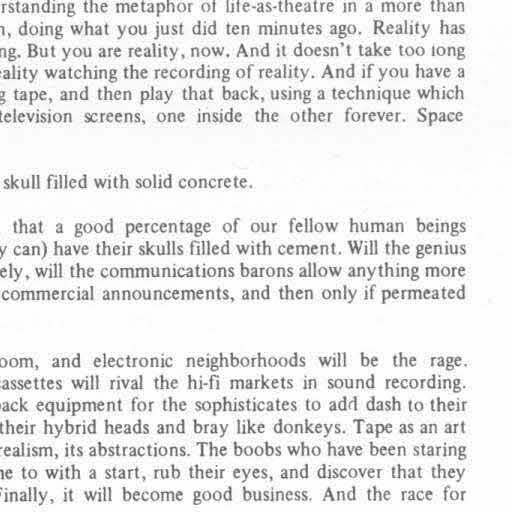 rstanding the metaphor of life-as-theatre in a more than
n, doing what you just did ten minutes ago. Reality has
ng. But you are reality, now. And it doesn't take too long
eality watching the recording of reality. And if you have a
g tape, and then play that back, using a technique which
television screens, one inside the other forever. Space
skull filled with solid concrete.
that a good percentage of our fellow human beings
y can) have their skulls filled with cement. Will the genius
ely, will the communications barons allow anything more
commercial announcements, and then only if permeated
oom, and electronic neighborhoods will be the rage.
assettes will rival the hi-fi markets in sound recording.
back equipment for the sophisticates to add dash to their
their hybrid heads and bray like donkeys. Tape as an art
realism, its abstractions. The boobs who have been staring
me to with a start, rub their eyes, and discover that they
Finally, it will become good business. And the race for